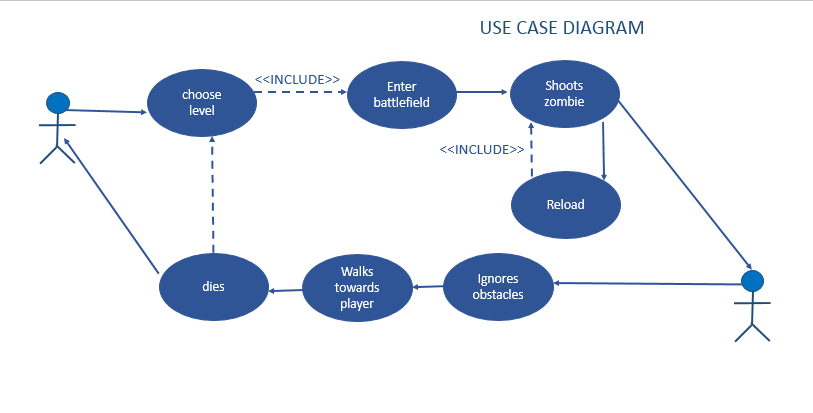 USE CASE DIAGRAM
choose
level
<<INCLUDE>>
Enter
battlefield
Shoots
zombie
<<INCLUDE>>
Reload
dies
Walks
towards
player
Ignores
obstacles